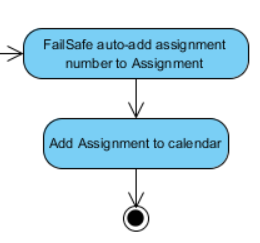 FailSafe auto-add assignment
number to Assignment
Add Assignment to calendar